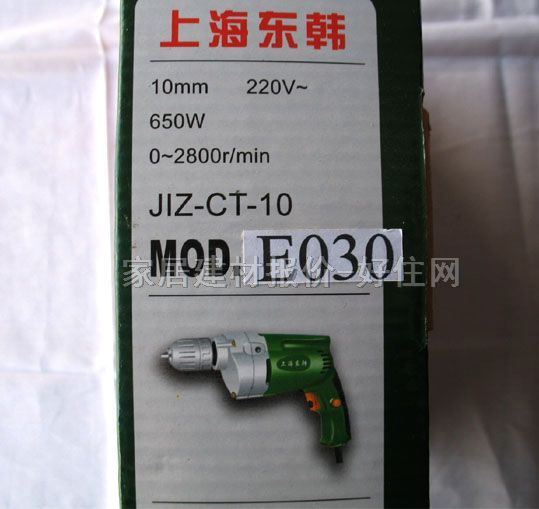 上海东韩
10mm 220V~
650W
0~2800r/min
JIZ-CT-10
MOD. E030
家居建材报价 好住网
上海东韩